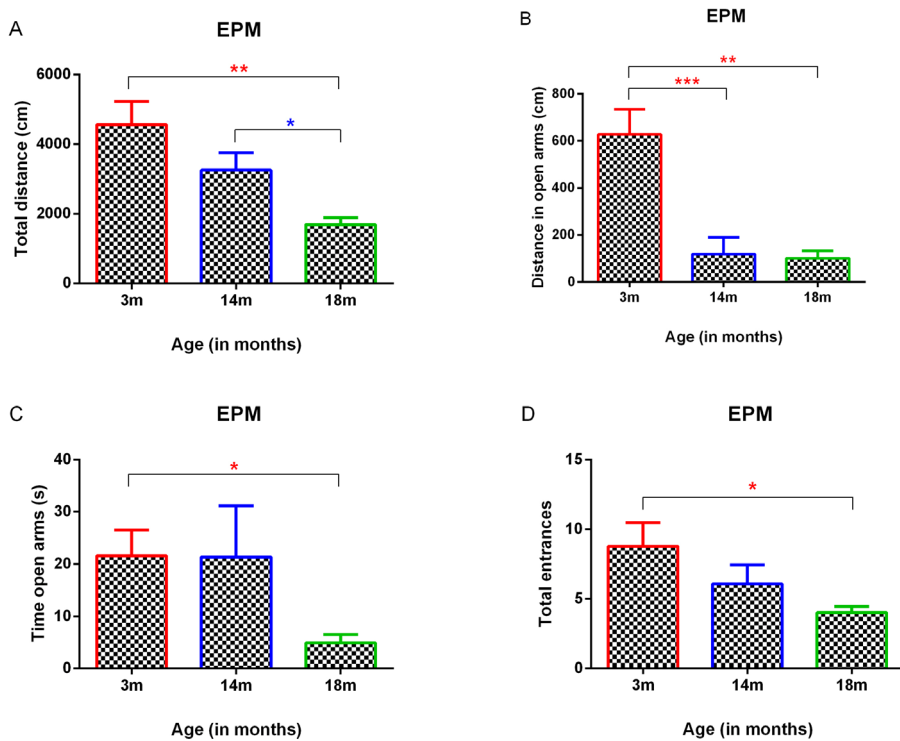 A
EPM
**
*
6000
4000
2000
0
Total distance (cm)
3m 14m 18m
Age (in months)
B
EPM
**
***
800
600
400
200
0
Distance in open arms (cm)
3m 14m 18m
Age (in months)
C
EPM
*
40
30
20
10
0
Time open arms (s)
3m 14m 18m
Age (in months)
D
EPM
*
15
10
5
0
Total entrances
3m 14m 18m
Age (in months)